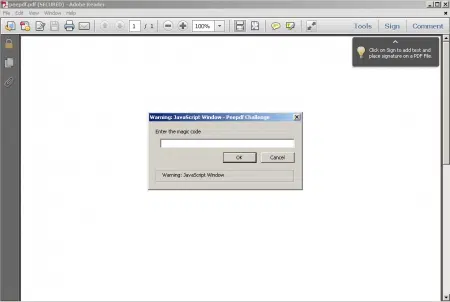 peepdf.pdf (SECURED) - Adobe Reader
File Edit View Window Help
1 / 1 100% Tools Sign Comment
Click on Sign to add text and
place signature on a PDF File.
Warning: JavaScript Window - Peepdf Challenge
Enter the magic code
OK Cancel
Warning: JavaScript Window